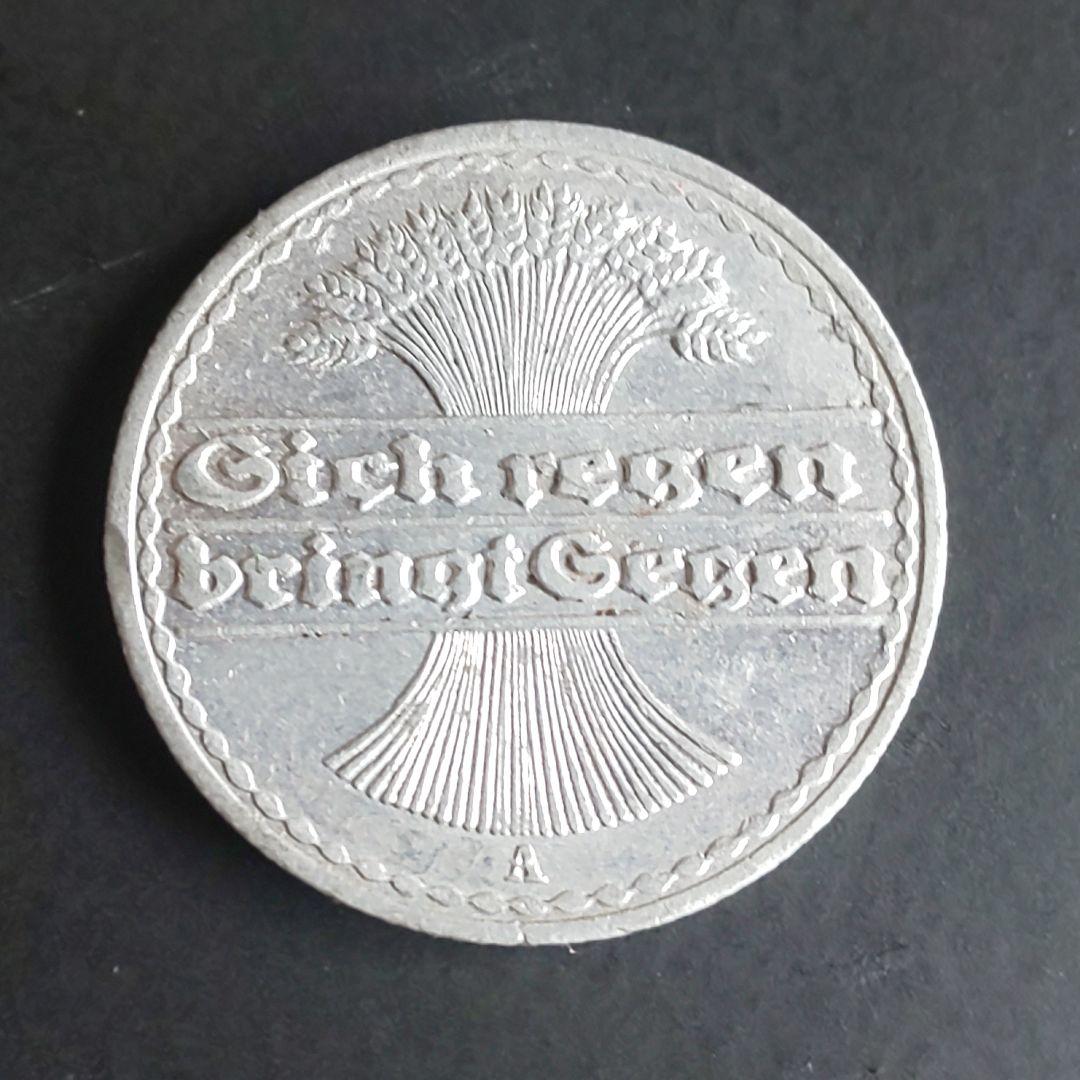 Sich regen
bringt Segen
A